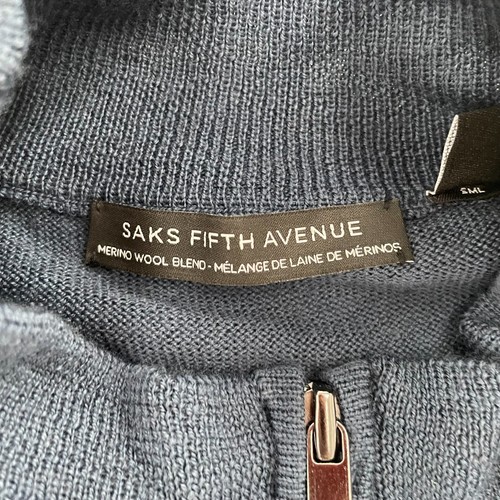 SAKS FIFTH AVENUE
MERINO WOOL BLEND - MÉLANGE DE LAINE DE MÉRINOS
SML